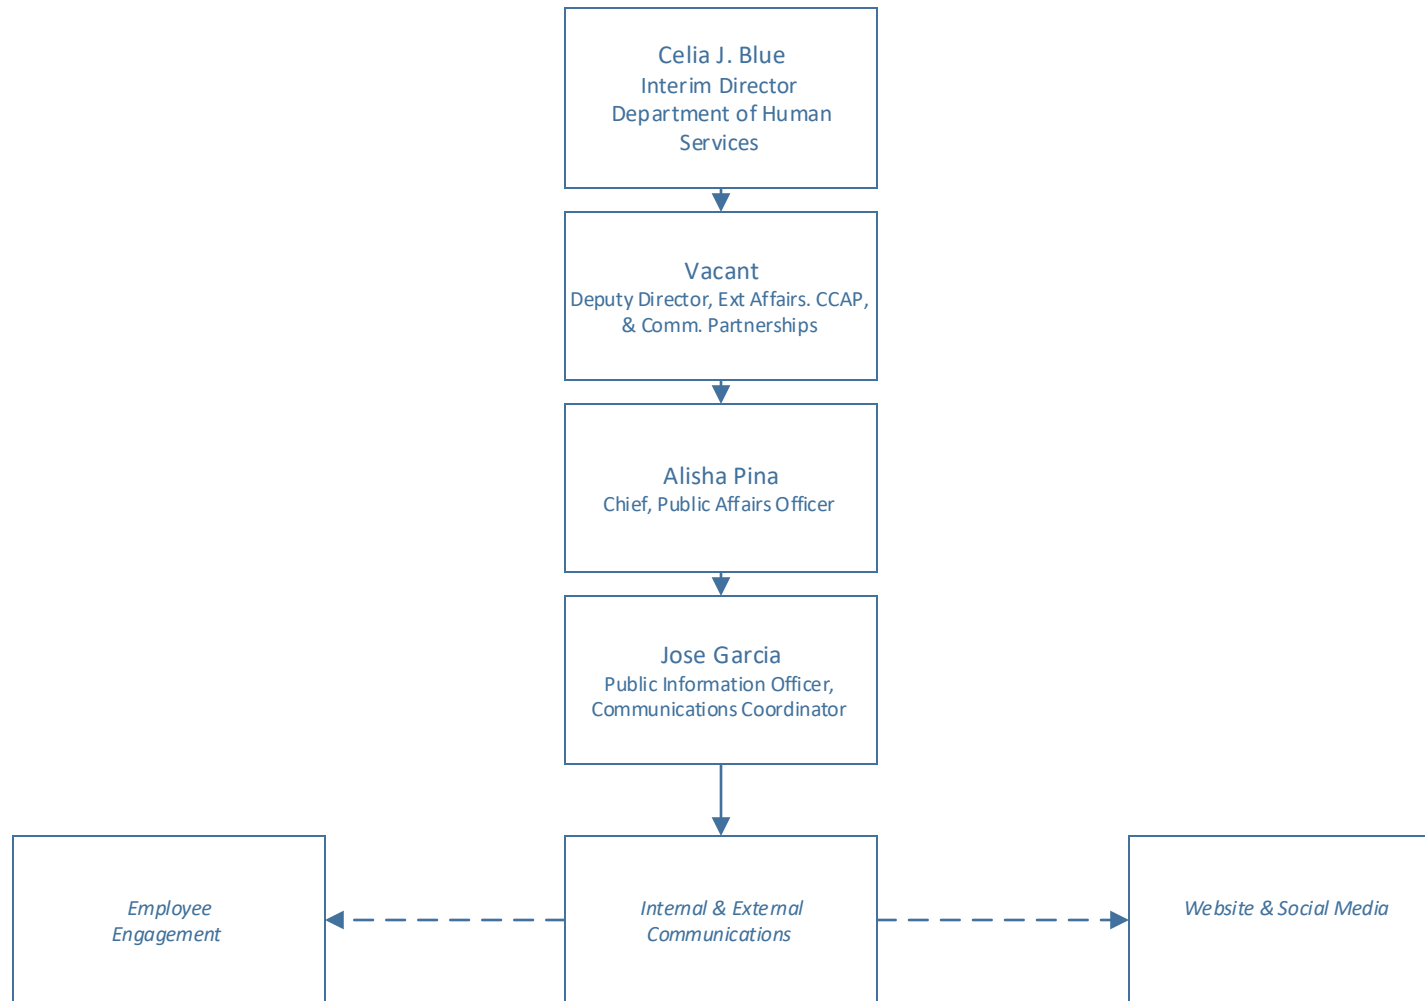 Celia J. Blue
Interim Director
Department of Human
Services
Vacant
Deputy Director, Ext Affairs. CCAP,
& Comm. Partnerships
Alisha Pina
Chief, Public Affairs Officer
Jose Garcia
Public Information Officer,
Communications Coordinator
Employee
Engagement
Internal & External
Communications
Website & Social Media